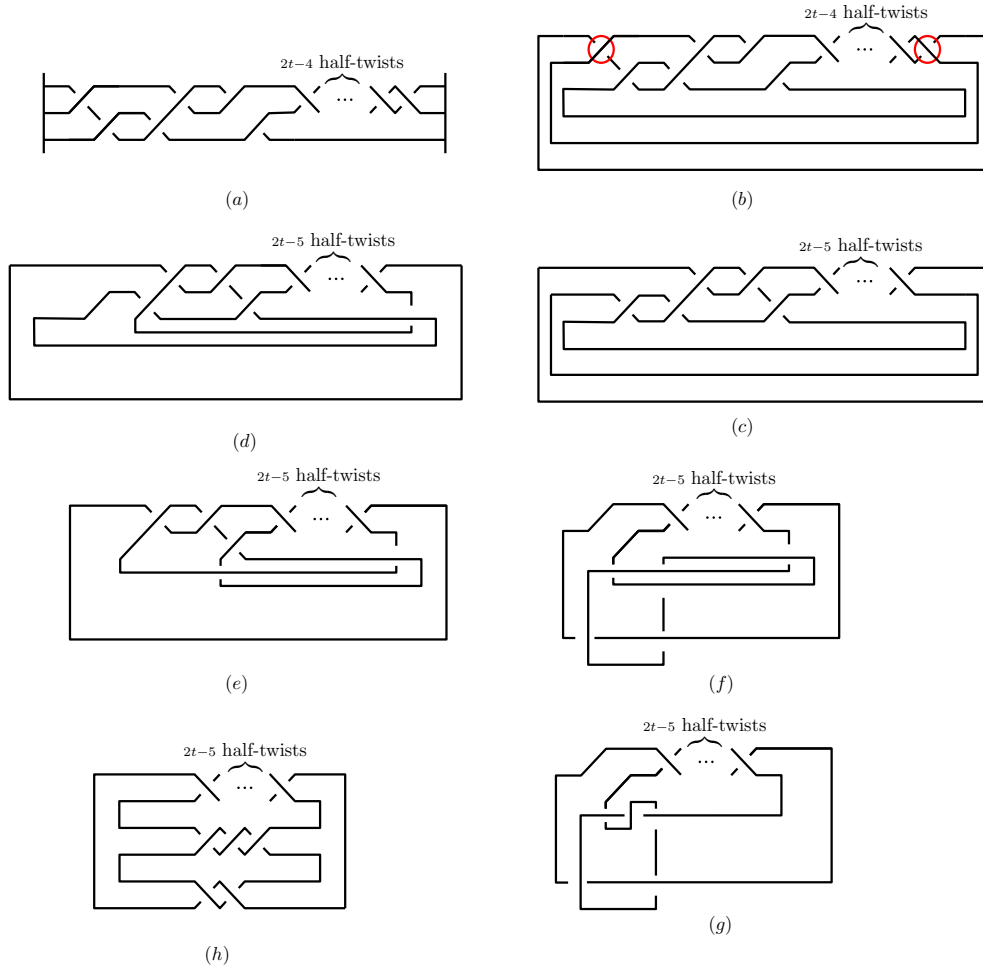 2t−4 half-twists
...
(a)
2t−4 half-twists
...
(b)
2t−5 half-twists
...
(d)
2t−5 half-twists
...
(c)
2t−5 half-twists
...
(e)
2t−5 half-twists
...
(f)
2t−5 half-twists
...
(h)
2t−5 half-twists
...
(g)